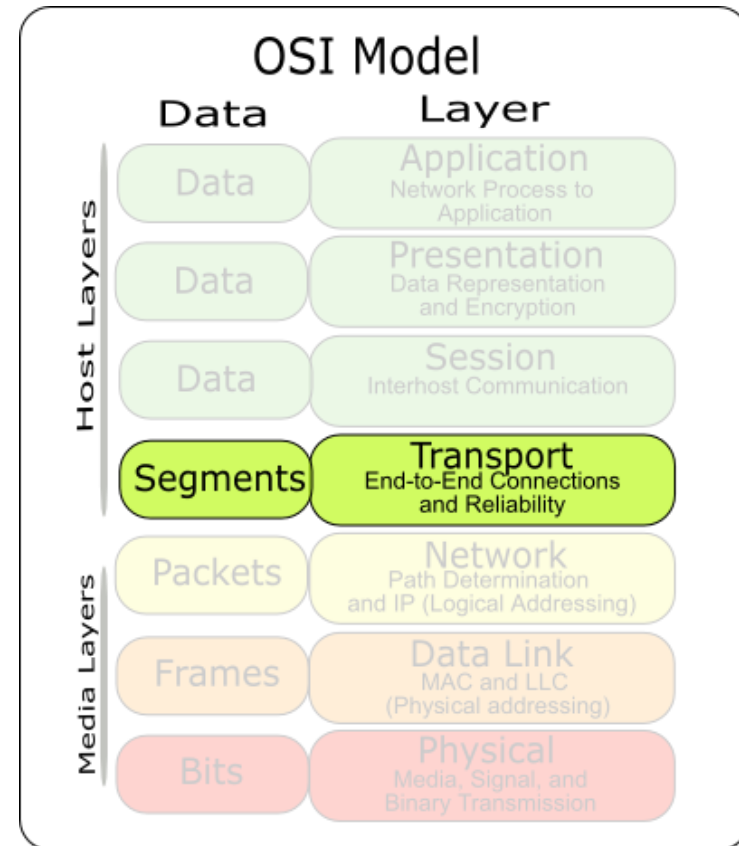 OSI Model
Data Layer
Host Layers
Data
Application
Network Process to
Application
Data
Presentation
Data Representation
and Encryption
Data
Session
Interhost Communication
Segments
Transport
End-to-End Connections
and Reliability
Media Layers
Packets
Network
Path Determination
and IP (Logical Addressing)
Frames
Data Link
MAC and LLC
(Physical addressing)
Bits
Physical
Media, Signal, and
Binary Transmission